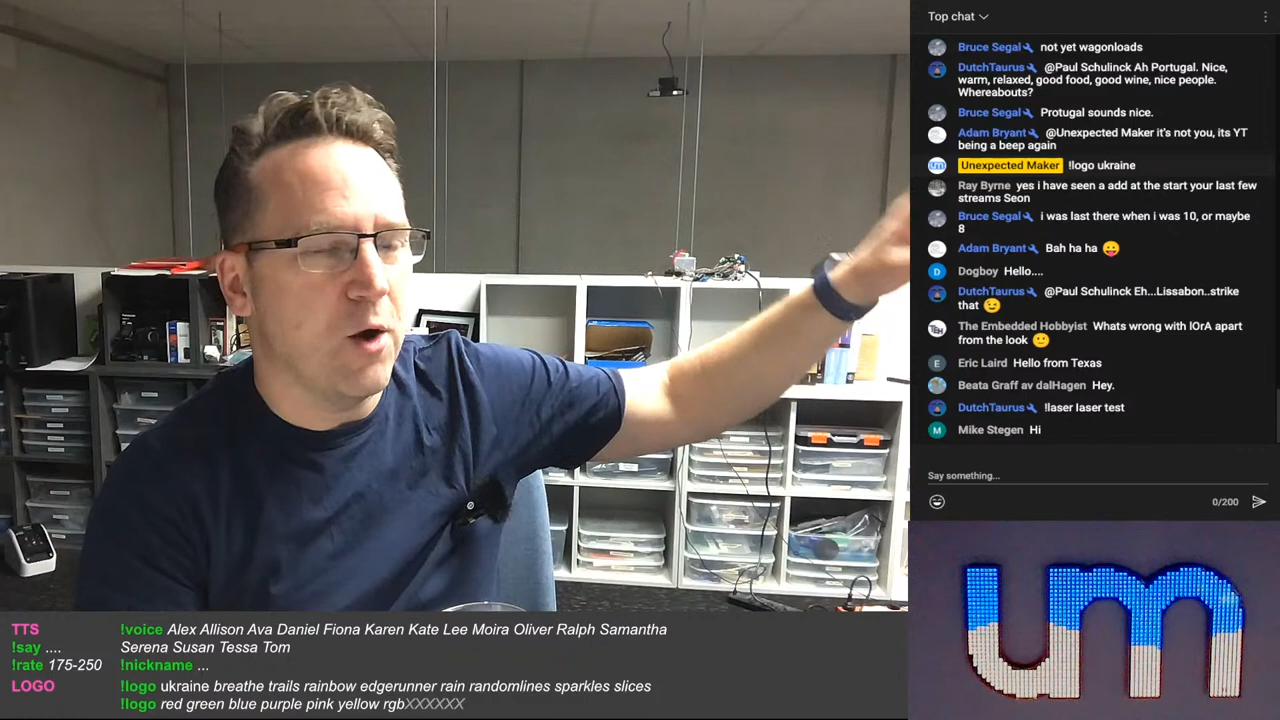 Top chat
Bruce Segal not yet wagonloads
DutchTaurus @Paul Schulinck Ah Portugal. Nice,
warm, relaxed, good food, good wine, nice people.
Whereabouts?
Bruce Segal Protugal sounds nice.
Adam Bryant @Unexpected Maker it's not you, its YT
being a beep again
Unexpected Maker !logo ukraine
Ray Byrne yes i have seen a add at the start your last few
streams Seon
Bruce Segal i was last there when i was 10, or maybe
8
Adam Bryant Bah ha ha 😛
D Dogboy Hello....
DutchTaurus @Paul Schulinck Eh...Lissabon..strike
that 😉
TEH The Embedded Hobbyist Whats wrong with IOrA apart
from the look 🙂
E Eric Laird Hello from Texas
Beata Graff av dalHagen Hey.
DutchTaurus !laser laser test
M Mike Stegen Hi
Say something...
0/200
um
TTS !voice Alex Allison Ava Daniel Fiona Karen Kate Lee Moira Oliver Ralph Samantha
!say .... Serena Susan Tessa Tom
!rate 175-250 !nickname ...
LOGO !logo ukraine breathe trails rainbow edgerunner rain randomlines sparkles slices
!logo red green blue purple pink yellow rgbXXXXXX